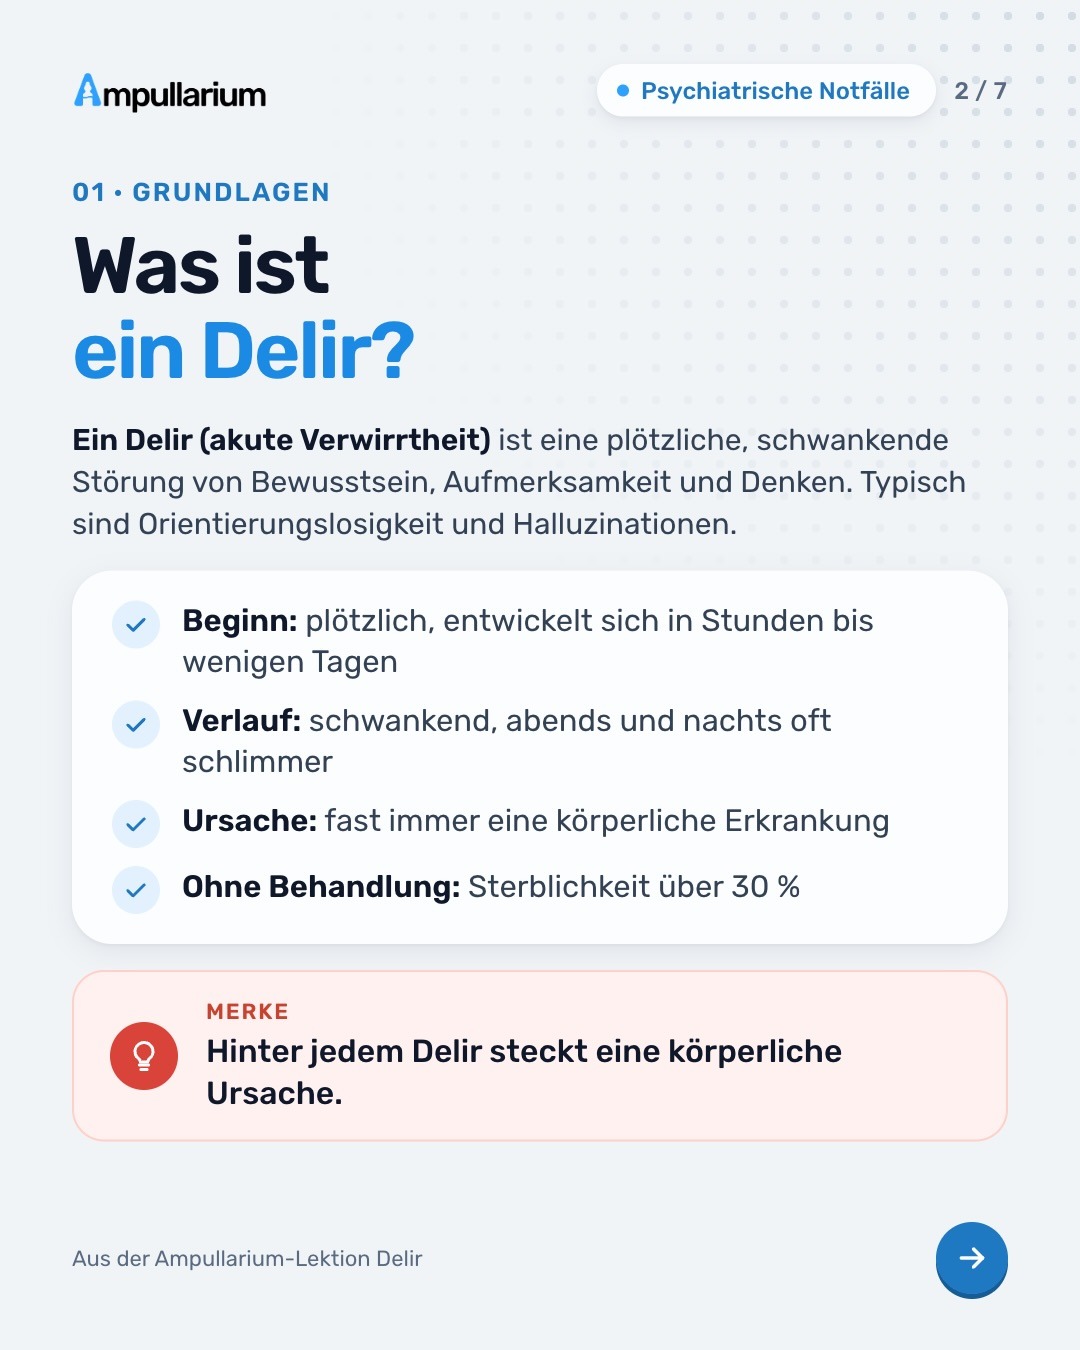 Ampullarium
Psychiatrische Notfälle
2 / 7
01 • GRUNDLAGEN
Was ist
ein Delir?
Ein Delir (akute Verwirrtheit) ist eine plötzliche, schwankende
Störung von Bewusstsein, Aufmerksamkeit und Denken. Typisch
sind Orientierungslosigkeit und Halluzinationen.
Beginn: plötzlich, entwickelt sich in Stunden bis
wenigen Tagen
Verlauf: schwankend, abends und nachts oft
schlimmer
Ursache: fast immer eine körperliche Erkrankung
Ohne Behandlung: Sterblichkeit über 30 %
MERKE
Hinter jedem Delir steckt eine körperliche
Ursache.
Aus der Ampullarium-Lektion Delir